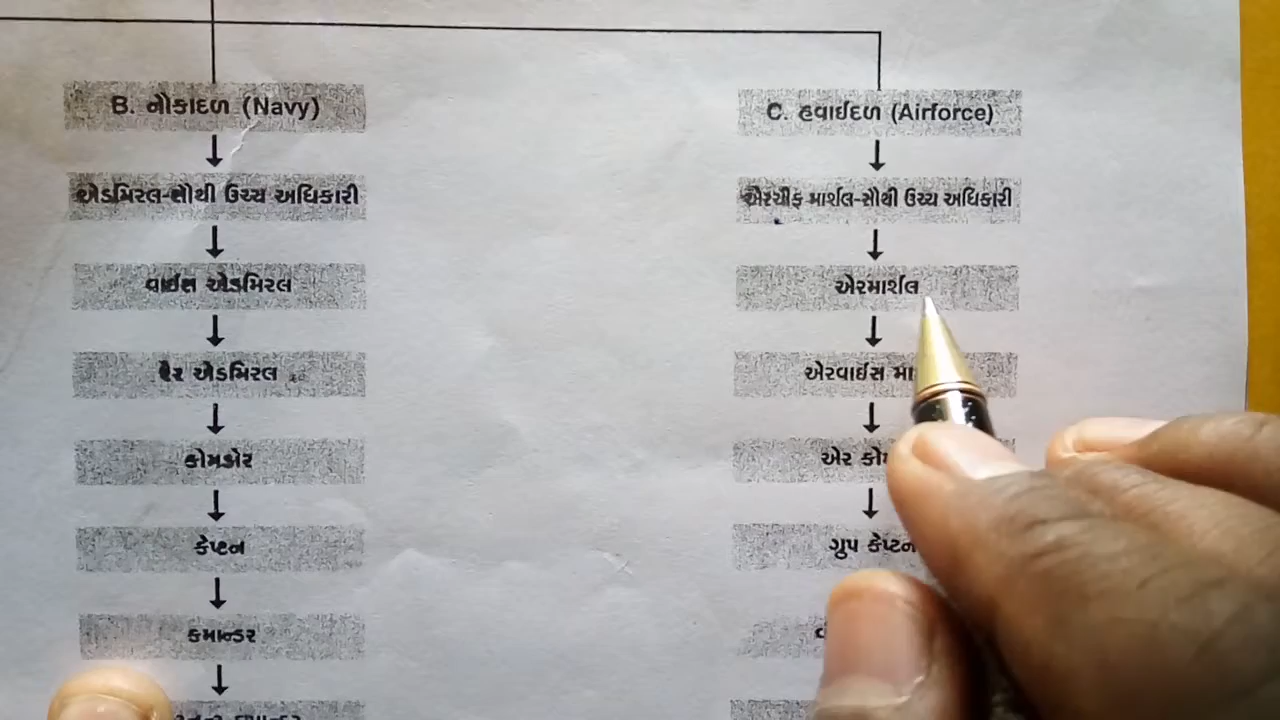 B. નૌકાદળ (Navy)
એડમિરલ-સૌથી ઉચ્ચ અધિકારી
વાઈસ એડમિરલ
રેર એડમિરલ
કોમડોર
કેપ્ટન
કમાન્ડર
C. હવાઈદળ (Airforce)
એરચીફ માર્શલ-સૌથી ઉચ્ચ અધિકારી
એરમાર્શલ
એરવાઈસ
એર
ગ્રુપ કેપ્ટન